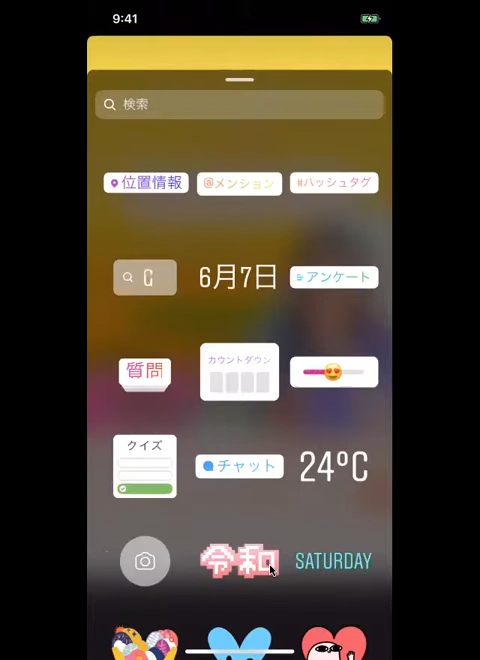 9:41
検索
位置情報
@メンション
#ハッシュタグ
G
6月7日
アンケート
質問
カウントダウン
クイズ
チャット
24°C
令和
SATURDAY